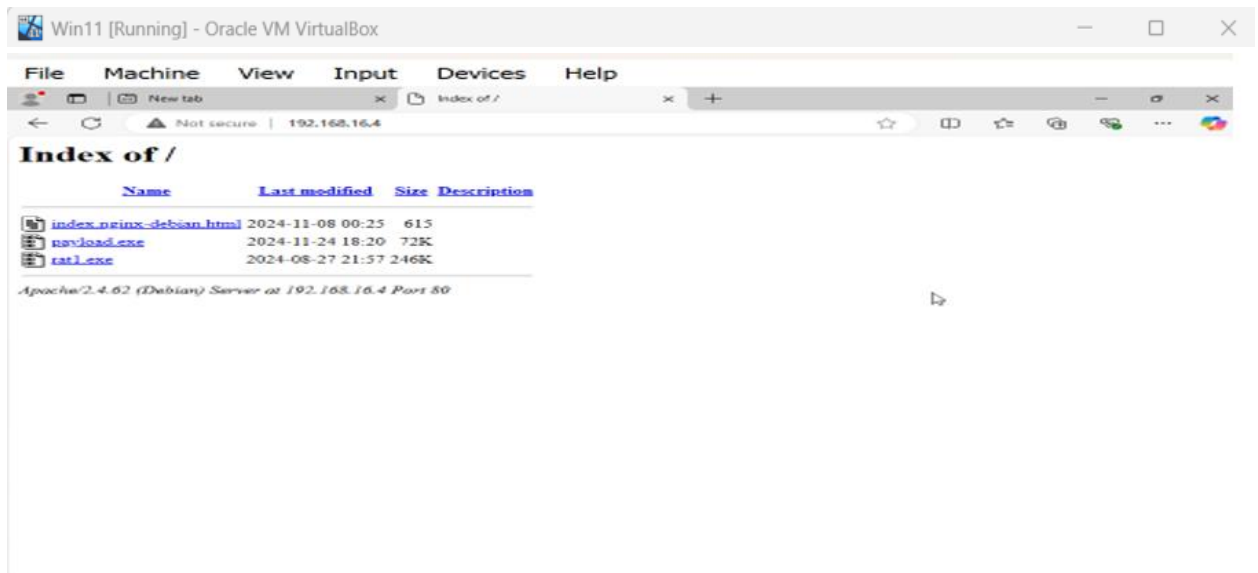 Win11 [Running] - Oracle VM VirtualBox
File Machine View Input Devices Help
New tab Index of /
Not secure 192.168.16.4
Index of /
Name Last modified Size Description
index.nginx-debian.html 2024-11-08 00:25 615
payload.exe 2024-11-24 18:20 72K
rat1.exe 2024-08-27 21:57 246K
Apache/2.4.62 (Debian) Server at 192.168.16.4 Port 80